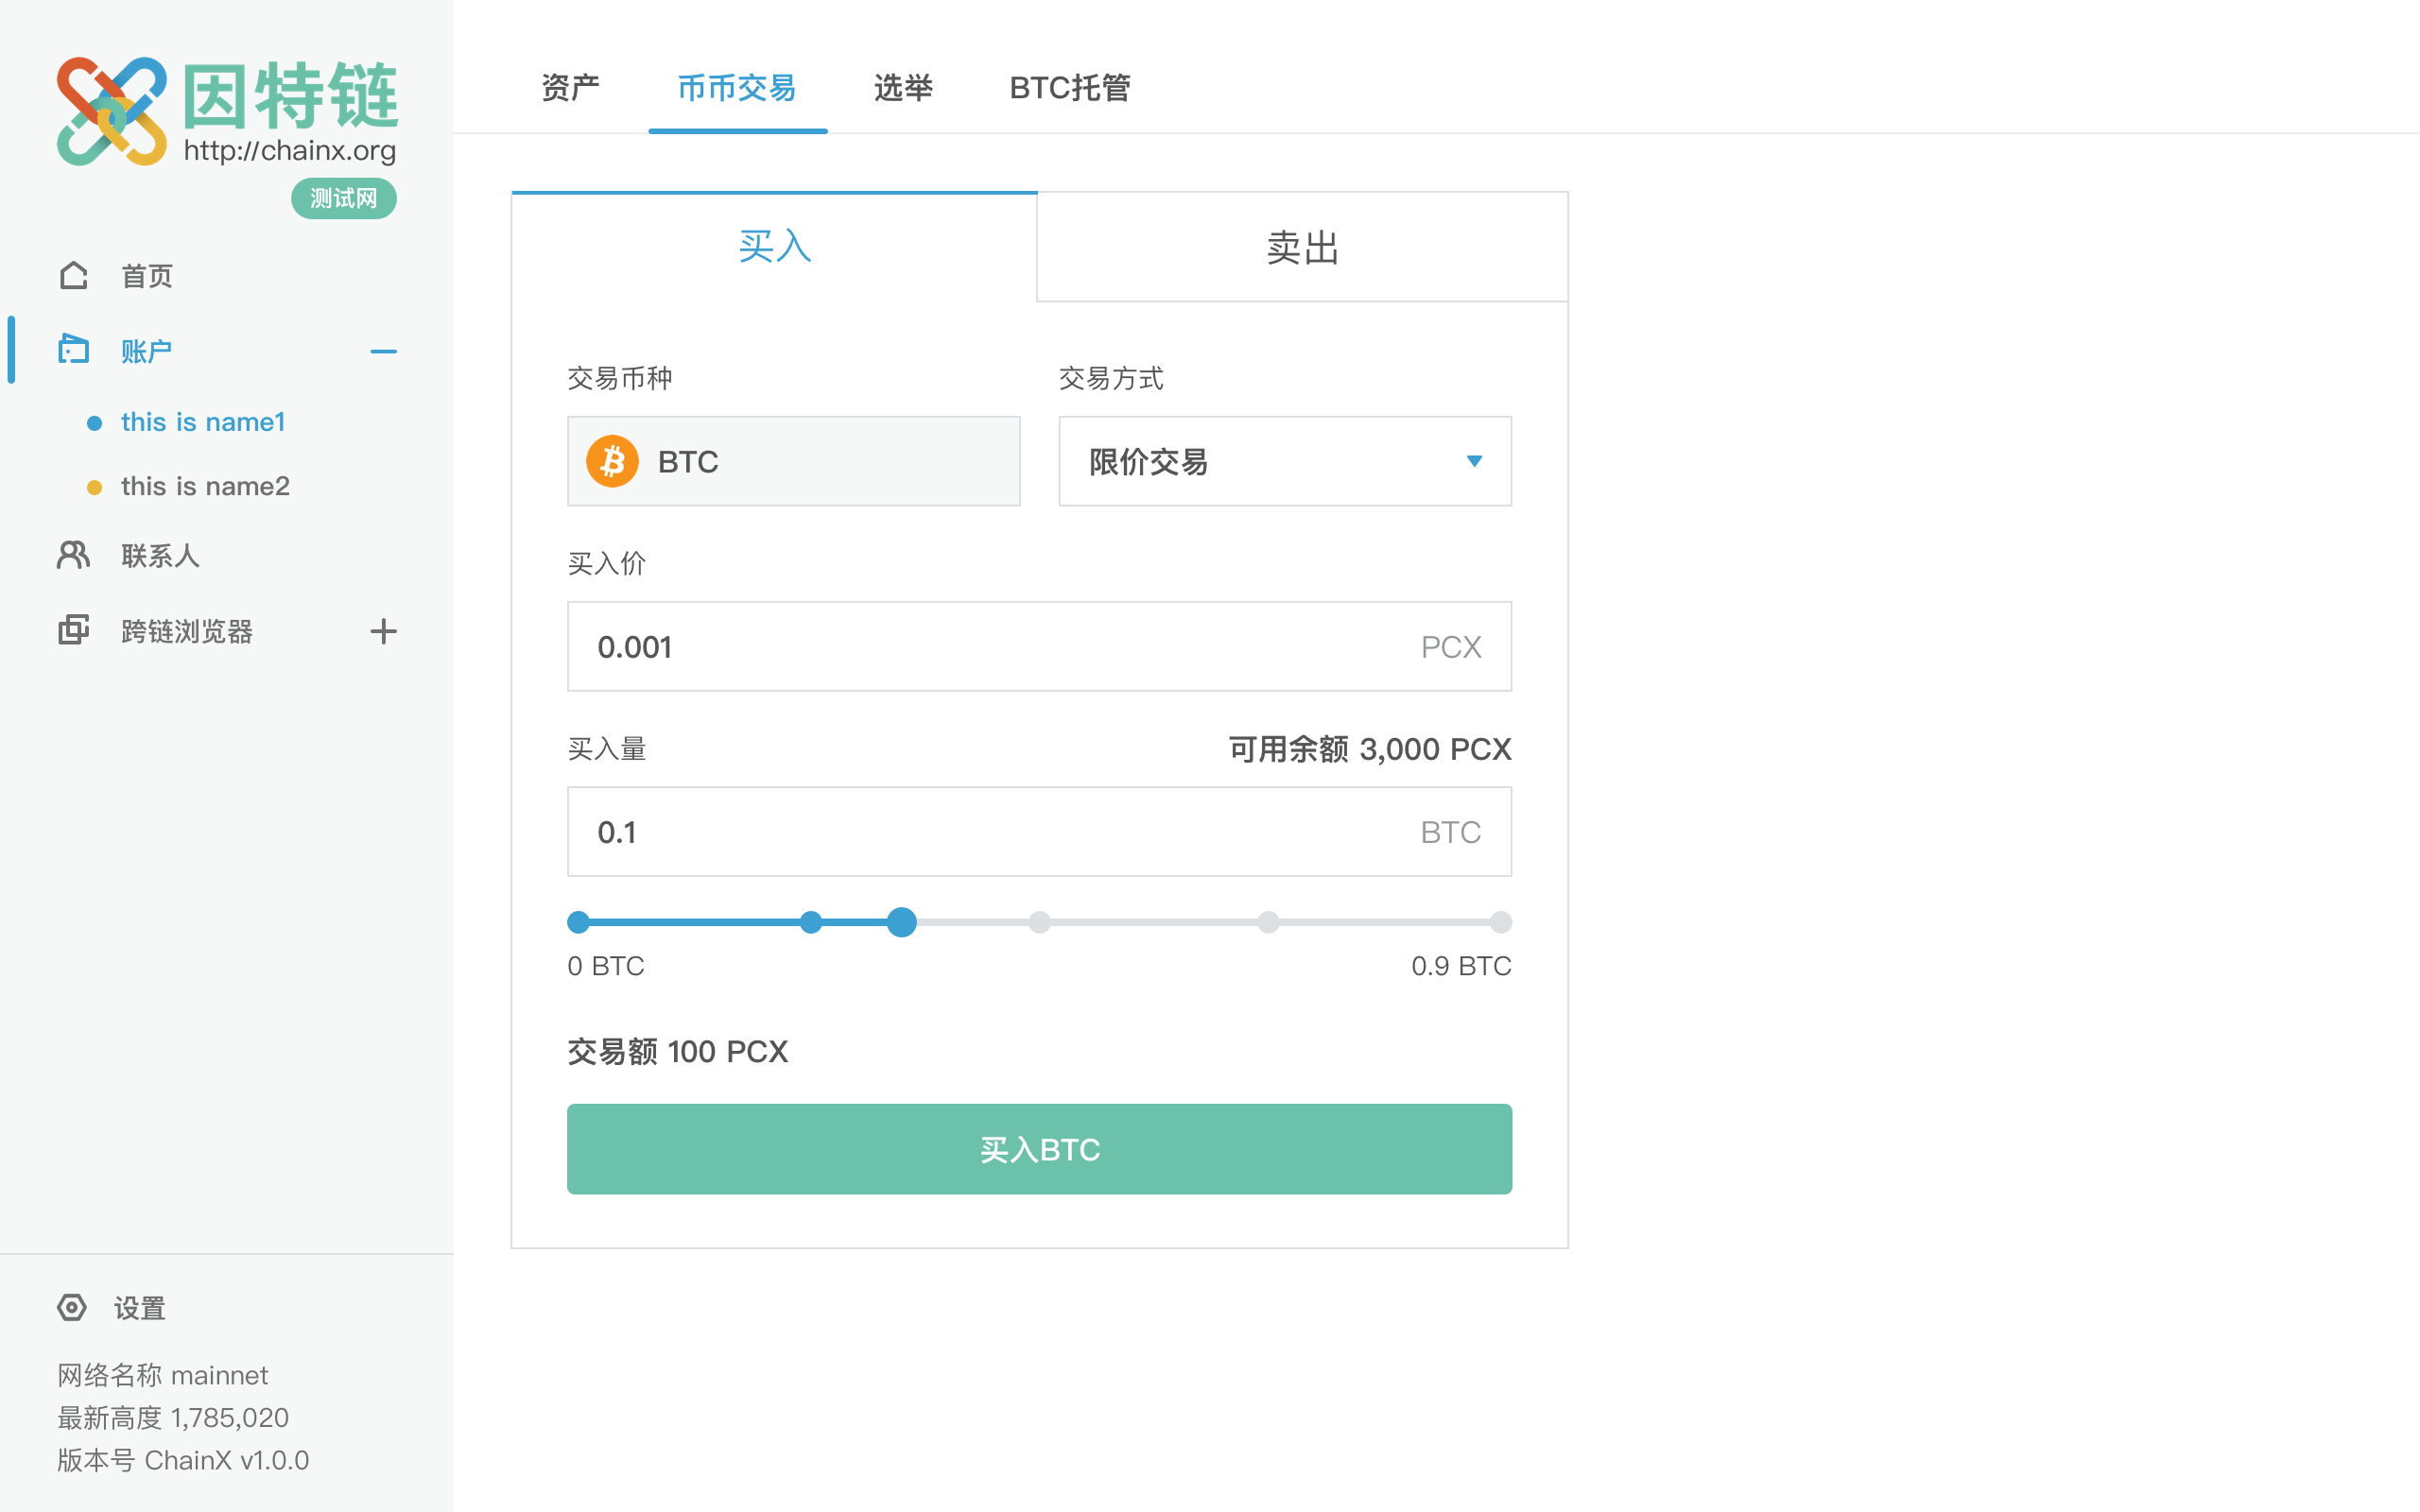 因特链
http://chainx.org
测试网
首页
账户
this is name1
this is name2
联系人
跨链浏览器
设置
网络名称 mainnet
最新高度 1,785,020
版本号 ChainX v1.0.0
资产 币币交易 选举 BTC托管
买入 卖出
交易币种 交易方式
BTC 限价交易
买入价
0.001 PCX
买入量 可用余额 3,000 PCX
0.1 BTC
0 BTC 0.9 BTC
交易额 100 PCX
买入BTC